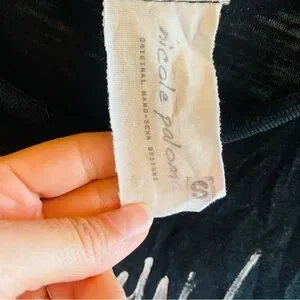 nicole paloma
ORIGINAL HAND-SEWN DESIGNS
S